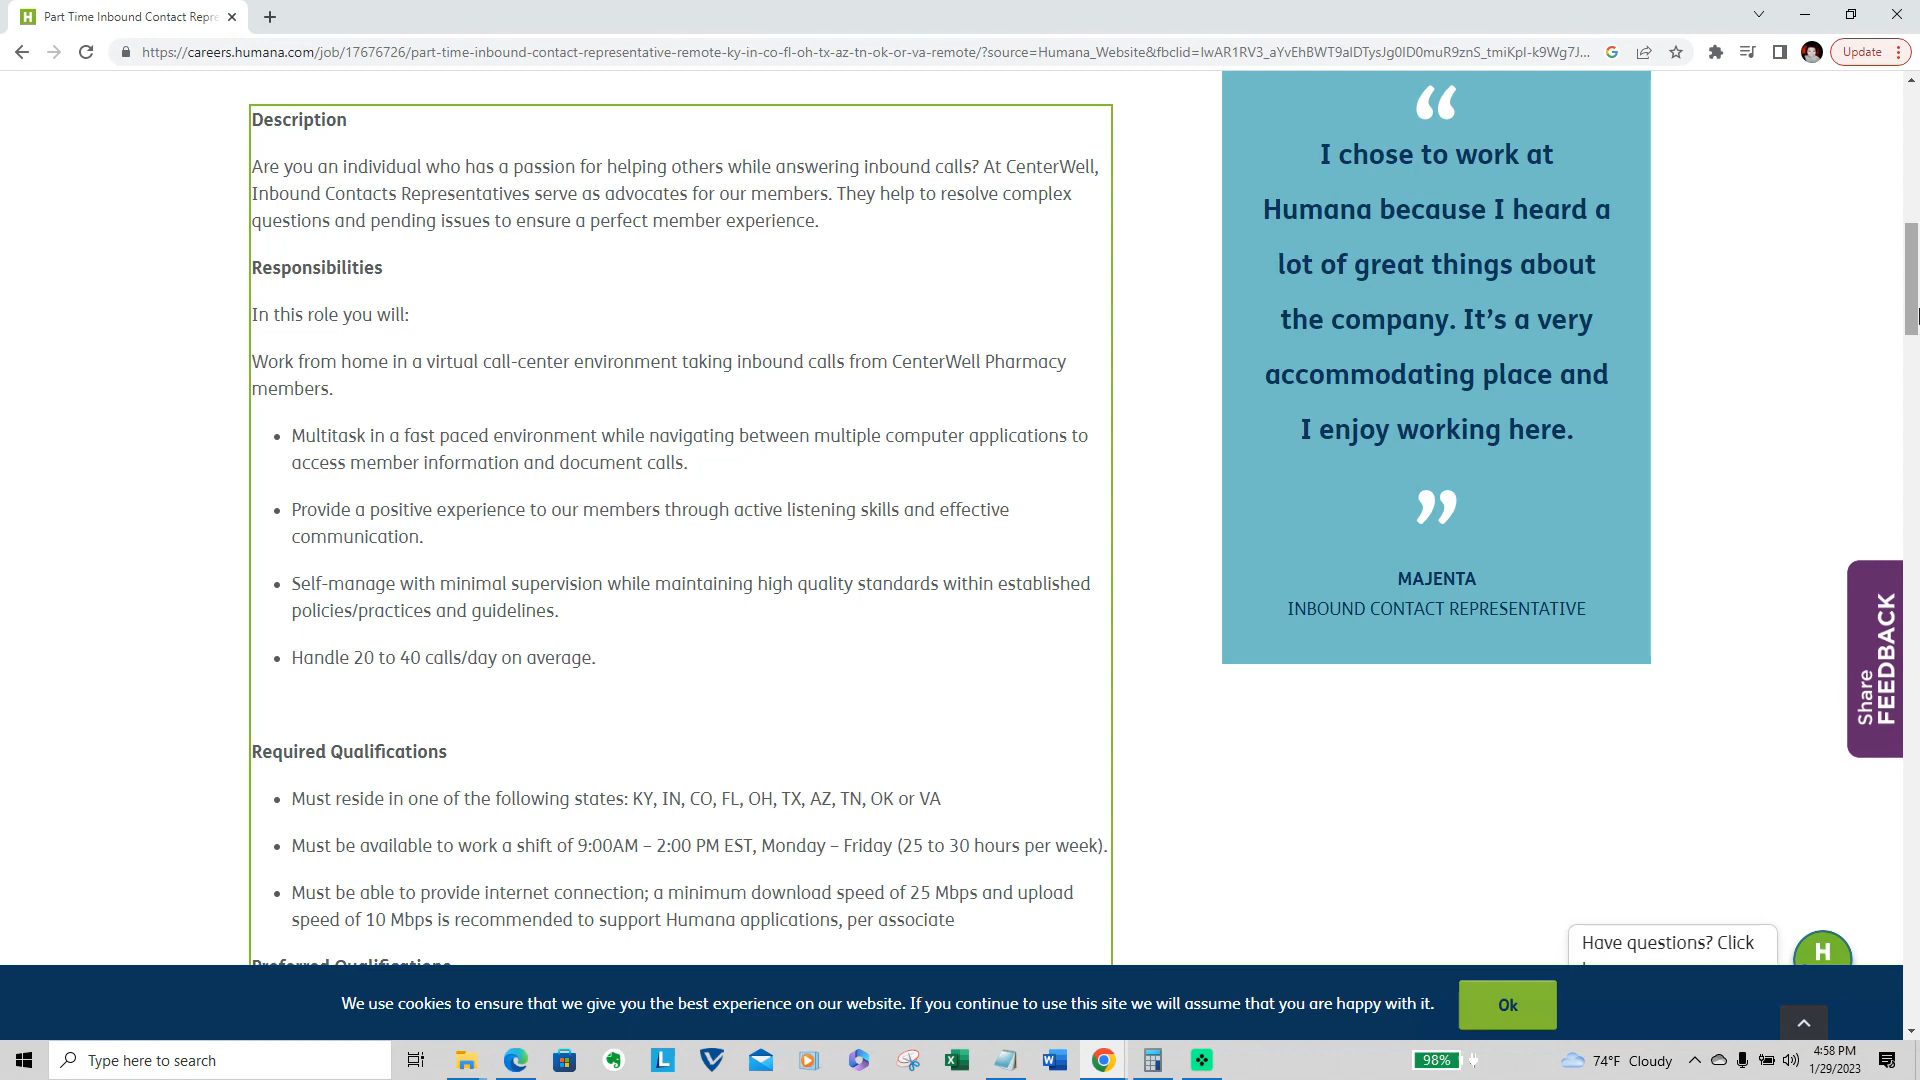 Part Time Inbound Contact Repre
https://careers.humana.com/job/17676726/part-time-inbound-contact-representative-remote-ky-in-co-fl-oh-tx-az-tn-ok-or-va-remote/?source=Humana_Website&fbclid=IwAR1RV3_aYvEhBWT9alDTysJg0ID0muR9znS_tmiKpI-k9Wg7J...
Update
Description
Are you an individual who has a passion for helping others while answering inbound calls? At CenterWell,
Inbound Contacts Representatives serve as advocates for our members. They help to resolve complex
questions and pending issues to ensure a perfect member experience.
Responsibilities
In this role you will:
Work from home in a virtual call-center environment taking inbound calls from CenterWell Pharmacy
members.
• Multitask in a fast paced environment while navigating between multiple computer applications to
access member information and document calls.
• Provide a positive experience to our members through active listening skills and effective
communication.
• Self-manage with minimal supervision while maintaining high quality standards within established
policies/practices and guidelines.
• Handle 20 to 40 calls/day on average.
Required Qualifications
• Must reside in one of the following states: KY, IN, CO, FL, OH, TX, AZ, TN, OK or VA
• Must be available to work a shift of 9:00AM – 2:00 PM EST, Monday – Friday (25 to 30 hours per week).
• Must be able to provide internet connection; a minimum download speed of 25 Mbps and upload
speed of 10 Mbps is recommended to support Humana applications, per associate
Preferred Qualifications
“
I chose to work at
Humana because I heard a
lot of great things about
the company. It’s a very
accommodating place and
I enjoy working here.
”
MAJENTA
INBOUND CONTACT REPRESENTATIVE
Share
FEEDBACK
Have questions? Click
H
We use cookies to ensure that we give you the best experience on our website. If you continue to use this site we will assume that you are happy with it.
Ok
Type here to search
98%
74°F Cloudy
4:58 PM
1/29/2023